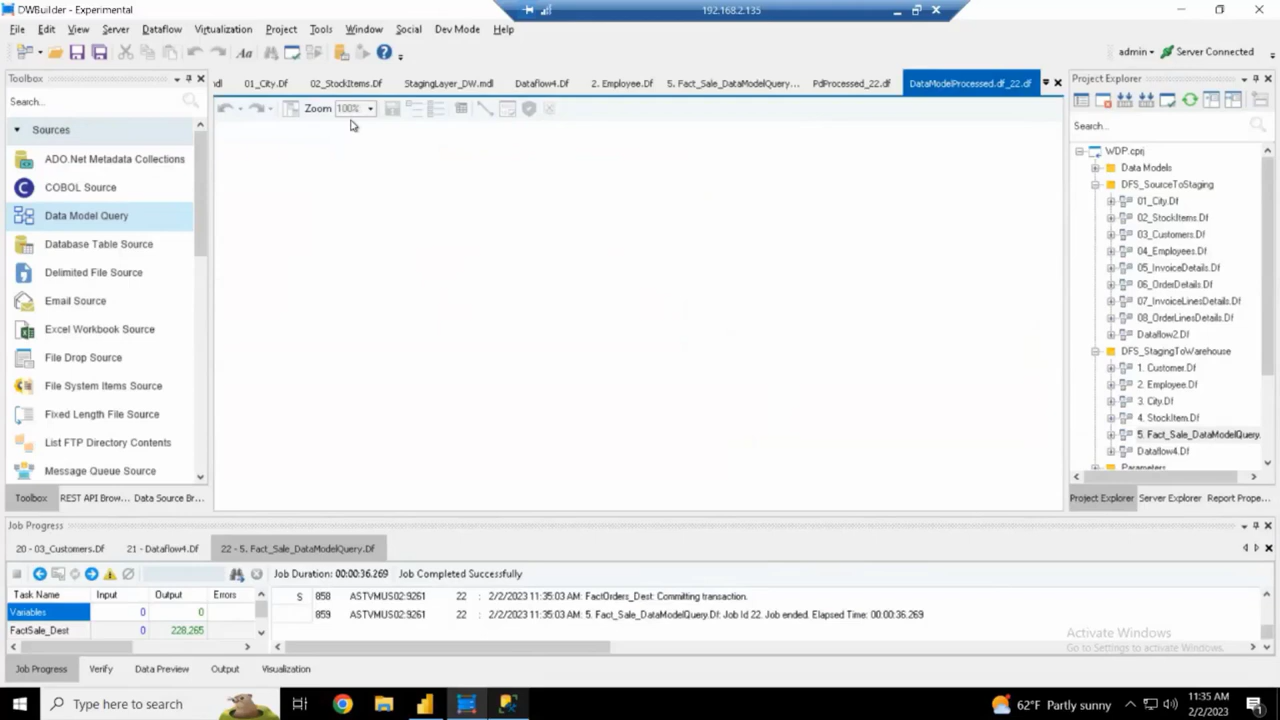 DWBuilder - Experimental
192.168.2.135
File Edit View Server Dataflow Virtualization Project Tools Window Social Dev Mode Help
Aa
admin Server Connected
Toolbox
01_City.Df 02_StockItems.Df StagingLayer_DW.mdl Dataflow4.Df 2. Employee.Df 5. Fact_Sale_DataModelQuery... PdProcessed_22.df DataModelProcessed.df_22.df
Project Explorer
Search...
Zoom 100%
Search...
Sources
ADO.Net Metadata Collections
COBOL Source
Data Model Query
Database Table Source
Delimited File Source
Email Source
Excel Workbook Source
File Drop Source
File System Items Source
Fixed Length File Source
List FTP Directory Contents
Message Queue Source
WDP.cprj
Data Models
DFS_SourceToStaging
01_City.Df
02_StockItems.Df
03_Customers.Df
04_Employees.Df
05_InvoiceDetails.Df
06_OrderDetails.Df
07_InvoiceLinesDetails.Df
08_OrderLinesDetails.Df
Dataflow2.Df
DFS_StagingToWarehouse
1. Customer.Df
2. Employee.Df
3. City.Df
4. StockItem.Df
5. Fact_Sale_DataModelQuery.
Dataflow4.Df
Parameters
Toolbox REST API Brow... Data Source Br...
Project Explorer Server Explorer Report Prope...
Job Progress
20 - 03_Customers.Df 21 - Dataflow4.Df 22 - 5. Fact_Sale_DataModelQuery.Df
Job Duration: 00:00:36.269 Job Completed Successfully
Task Name Input Output Errors
Variables 0 0
FactSale_Dest 0 228,265
S 858 ASTVMUS02:9261 22 : 2/2/2023 11:35:03 AM: FactOrders_Dest: Committing transaction.
859 ASTVMUS02:9261 22 : 2/2/2023 11:35:03 AM: 5. Fact_Sale_DataModelQuery.Df: Job Id 22. Job ended. Elapsed Time: 00:00:36.269
Activate Windows
Go to Settings to activate Windows.
Job Progress Verify Data Preview Output Visualization
Type here to search
62°F Partly sunny
11:35 AM
2/2/2023
1